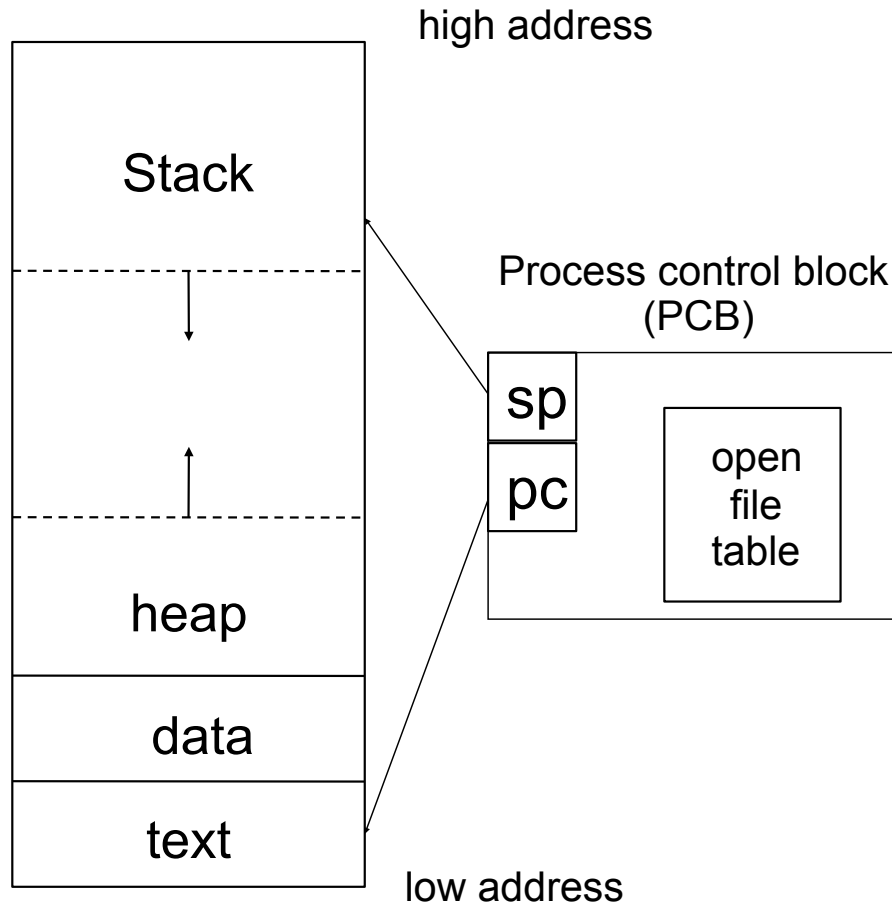 high address
Stack
Process control block
(PCB)
sp
pc
open
file
table
heap
data
text
low address